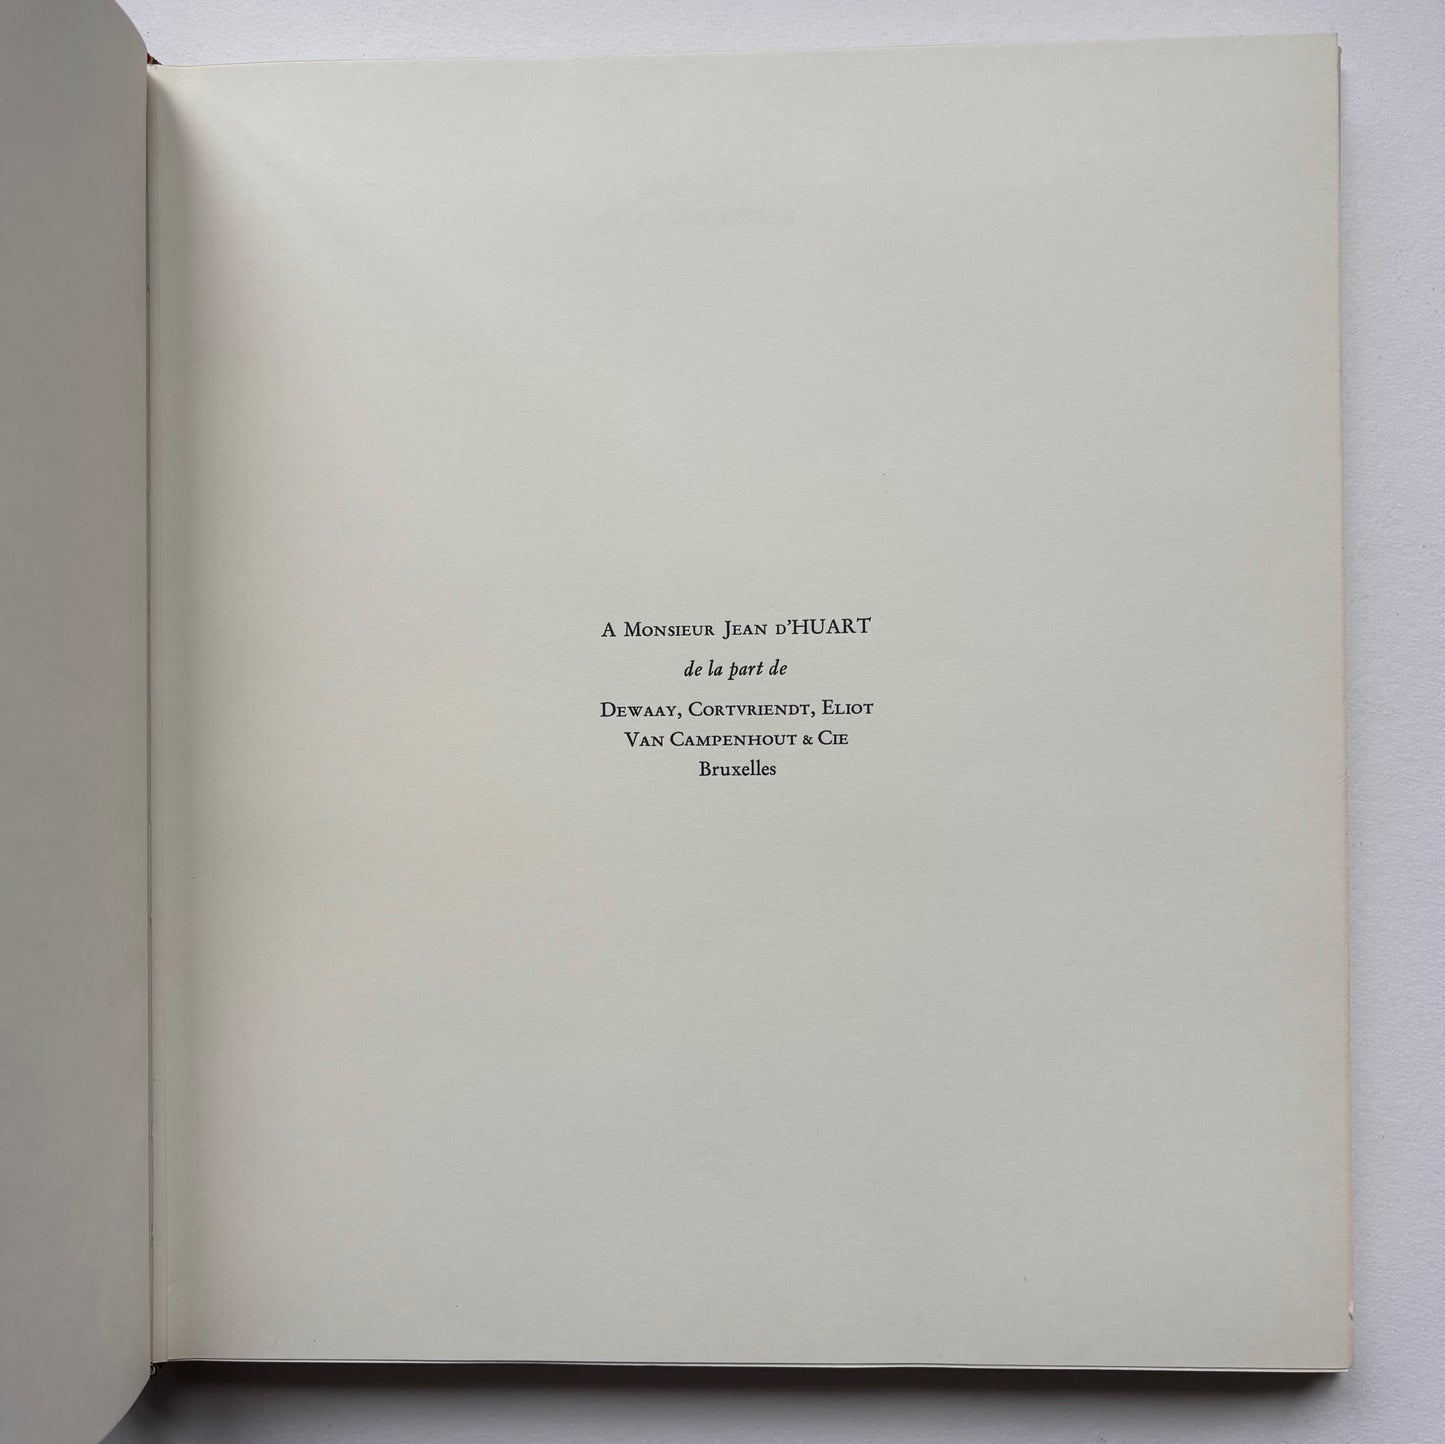 A Monsieur Jean d'HUART
de la part de
Dewaay, Cortvriendt, Eliot
Van Campenhout & Cie
Bruxelles